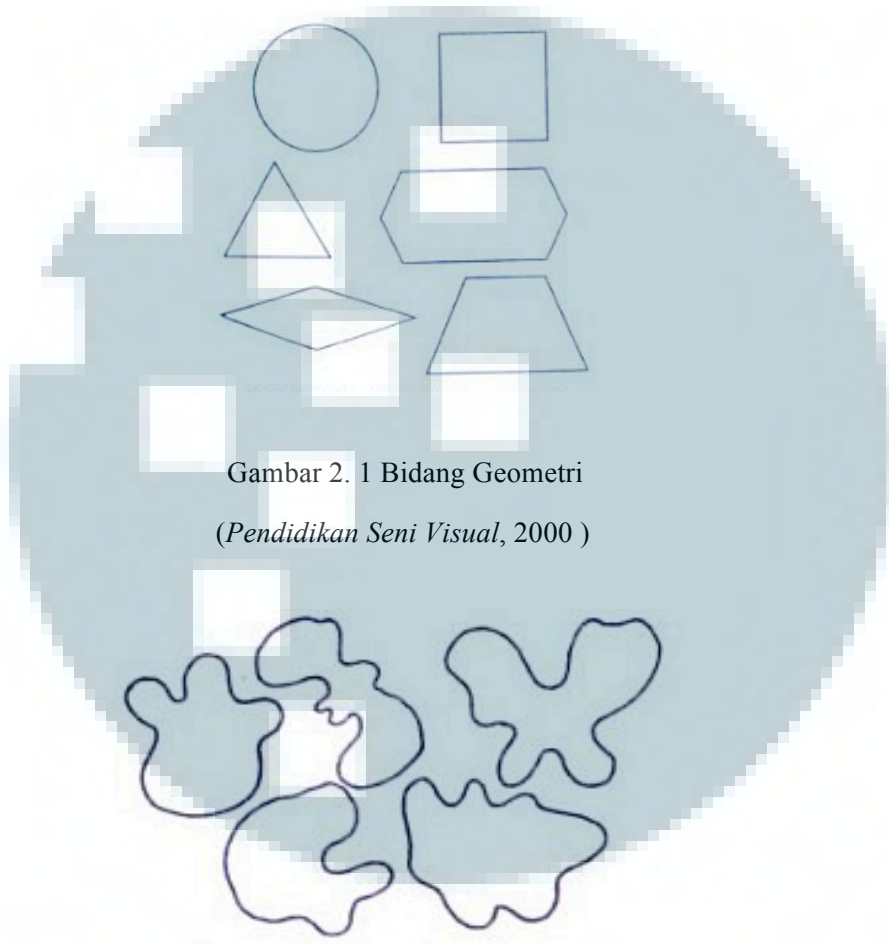 Gambar 2. 1 Bidang Geometri
(Pendidikan Seni Visual, 2000 )